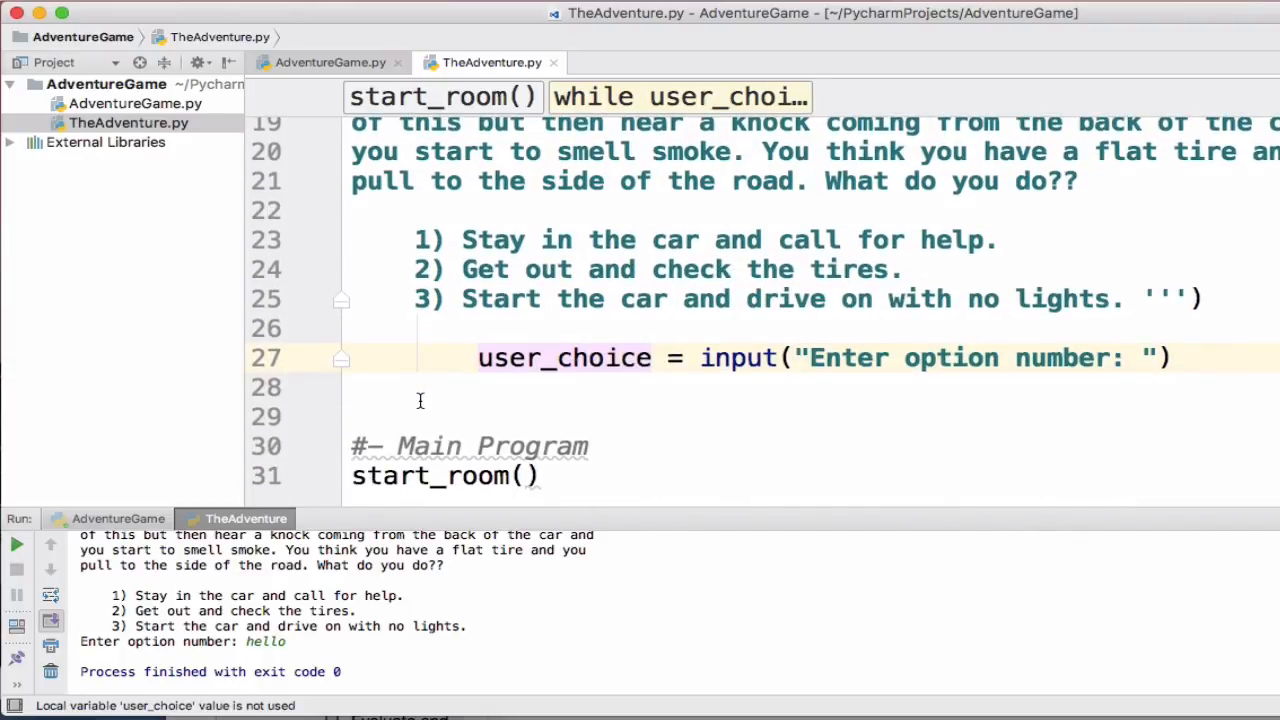 TheAdventure.py - AdventureGame - [~/PycharmProjects/AdventureGame]
AdventureGame TheAdventure.py
Project AdventureGame.py TheAdventure.py
AdventureGame ~/Pycharm
AdventureGame.py
TheAdventure.py
External Libraries
start_room() while user_choi…
19 of this but then hear a knock coming from the back of the c
20 you start to smell smoke. You think you have a flat tire an
21 pull to the side of the road. What do you do??
22
23 1) Stay in the car and call for help.
24 2) Get out and check the tires.
25 3) Start the car and drive on with no lights. ''')
26
27 user_choice = input("Enter option number: ")
28
29
30 #— Main Program
31 start_room()
Run: AdventureGame TheAdventure
of this but then hear a knock coming from the back of the car and
you start to smell smoke. You think you have a flat tire and you
pull to the side of the road. What do you do??
1) Stay in the car and call for help.
2) Get out and check the tires.
3) Start the car and drive on with no lights.
Enter option number: hello
Process finished with exit code 0
Local variable 'user_choice' value is not used